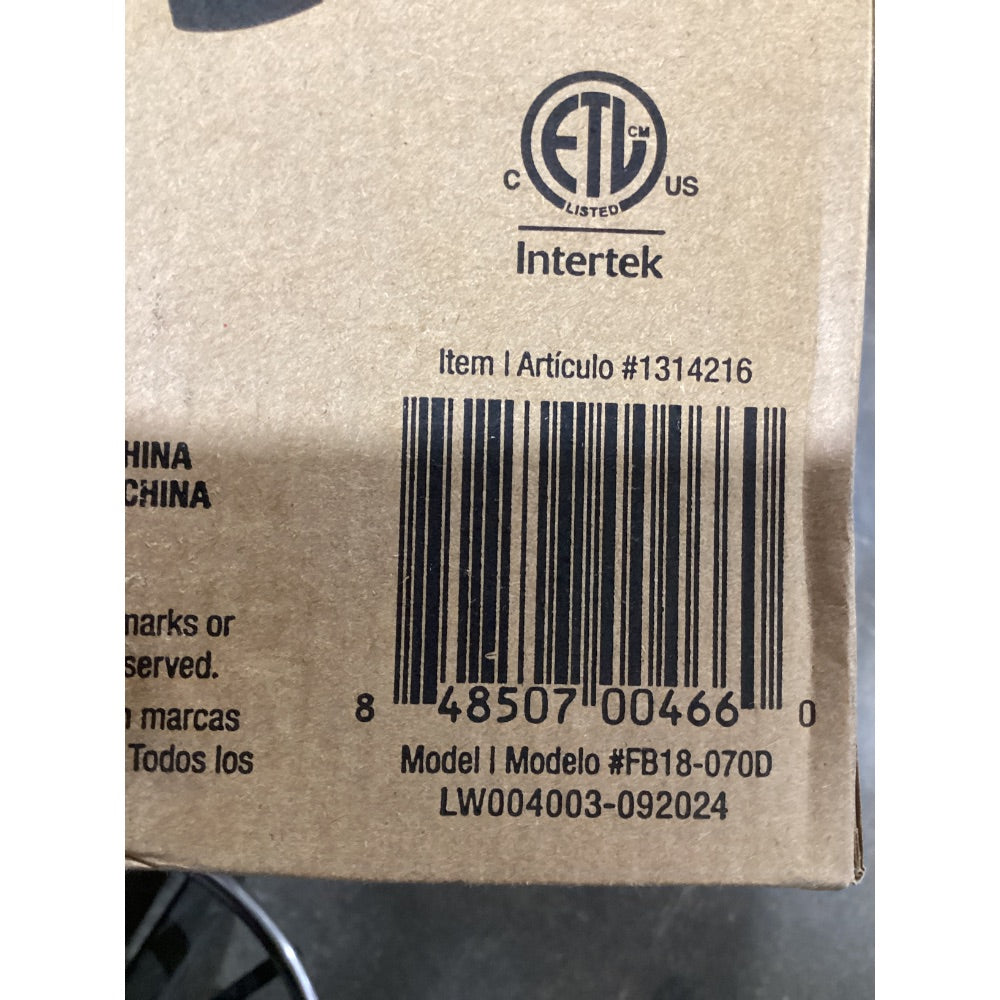 ETL CM
C US
LISTED
Intertek
Item | Artículo #1314216
HINA
CHINA
marks or
served.
marcas
Todos los
8 48507 00466 0
Model | Modelo #FB18-070D
LW004003-092024